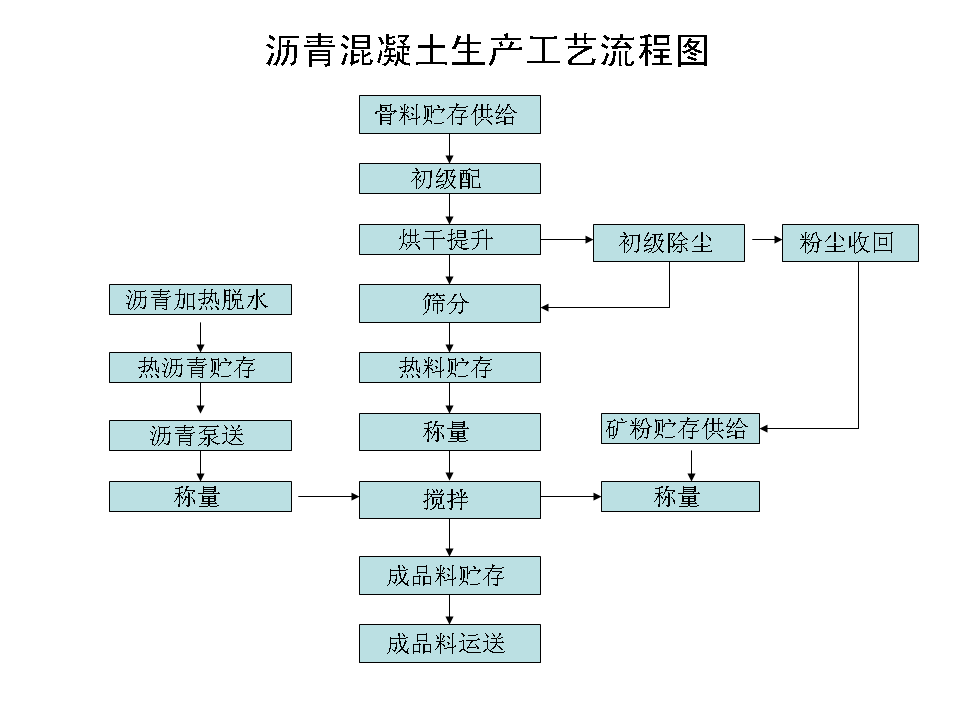 沥青混凝土生产工艺流程图
骨料贮存供给
初级配
烘干提升
初级除尘
粉尘收回
沥青加热脱水
筛分
热沥青贮存
热料贮存
沥青泵送
称量
矿粉贮存供给
称量
搅拌
称量
成品料贮存
成品料运送